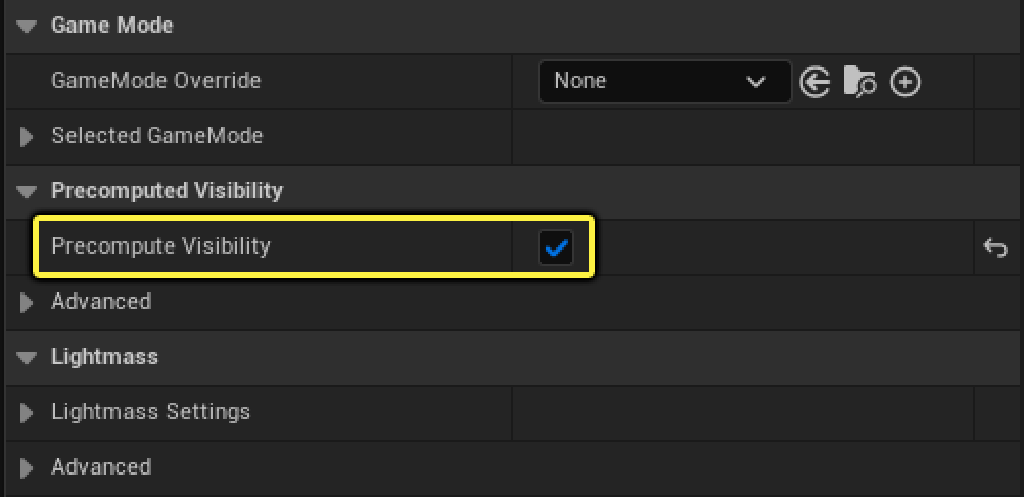 Game Mode
GameMode Override None
Selected GameMode
Precomputed Visibility
Precompute Visibility
Advanced
Lightmass
Lightmass Settings
Advanced